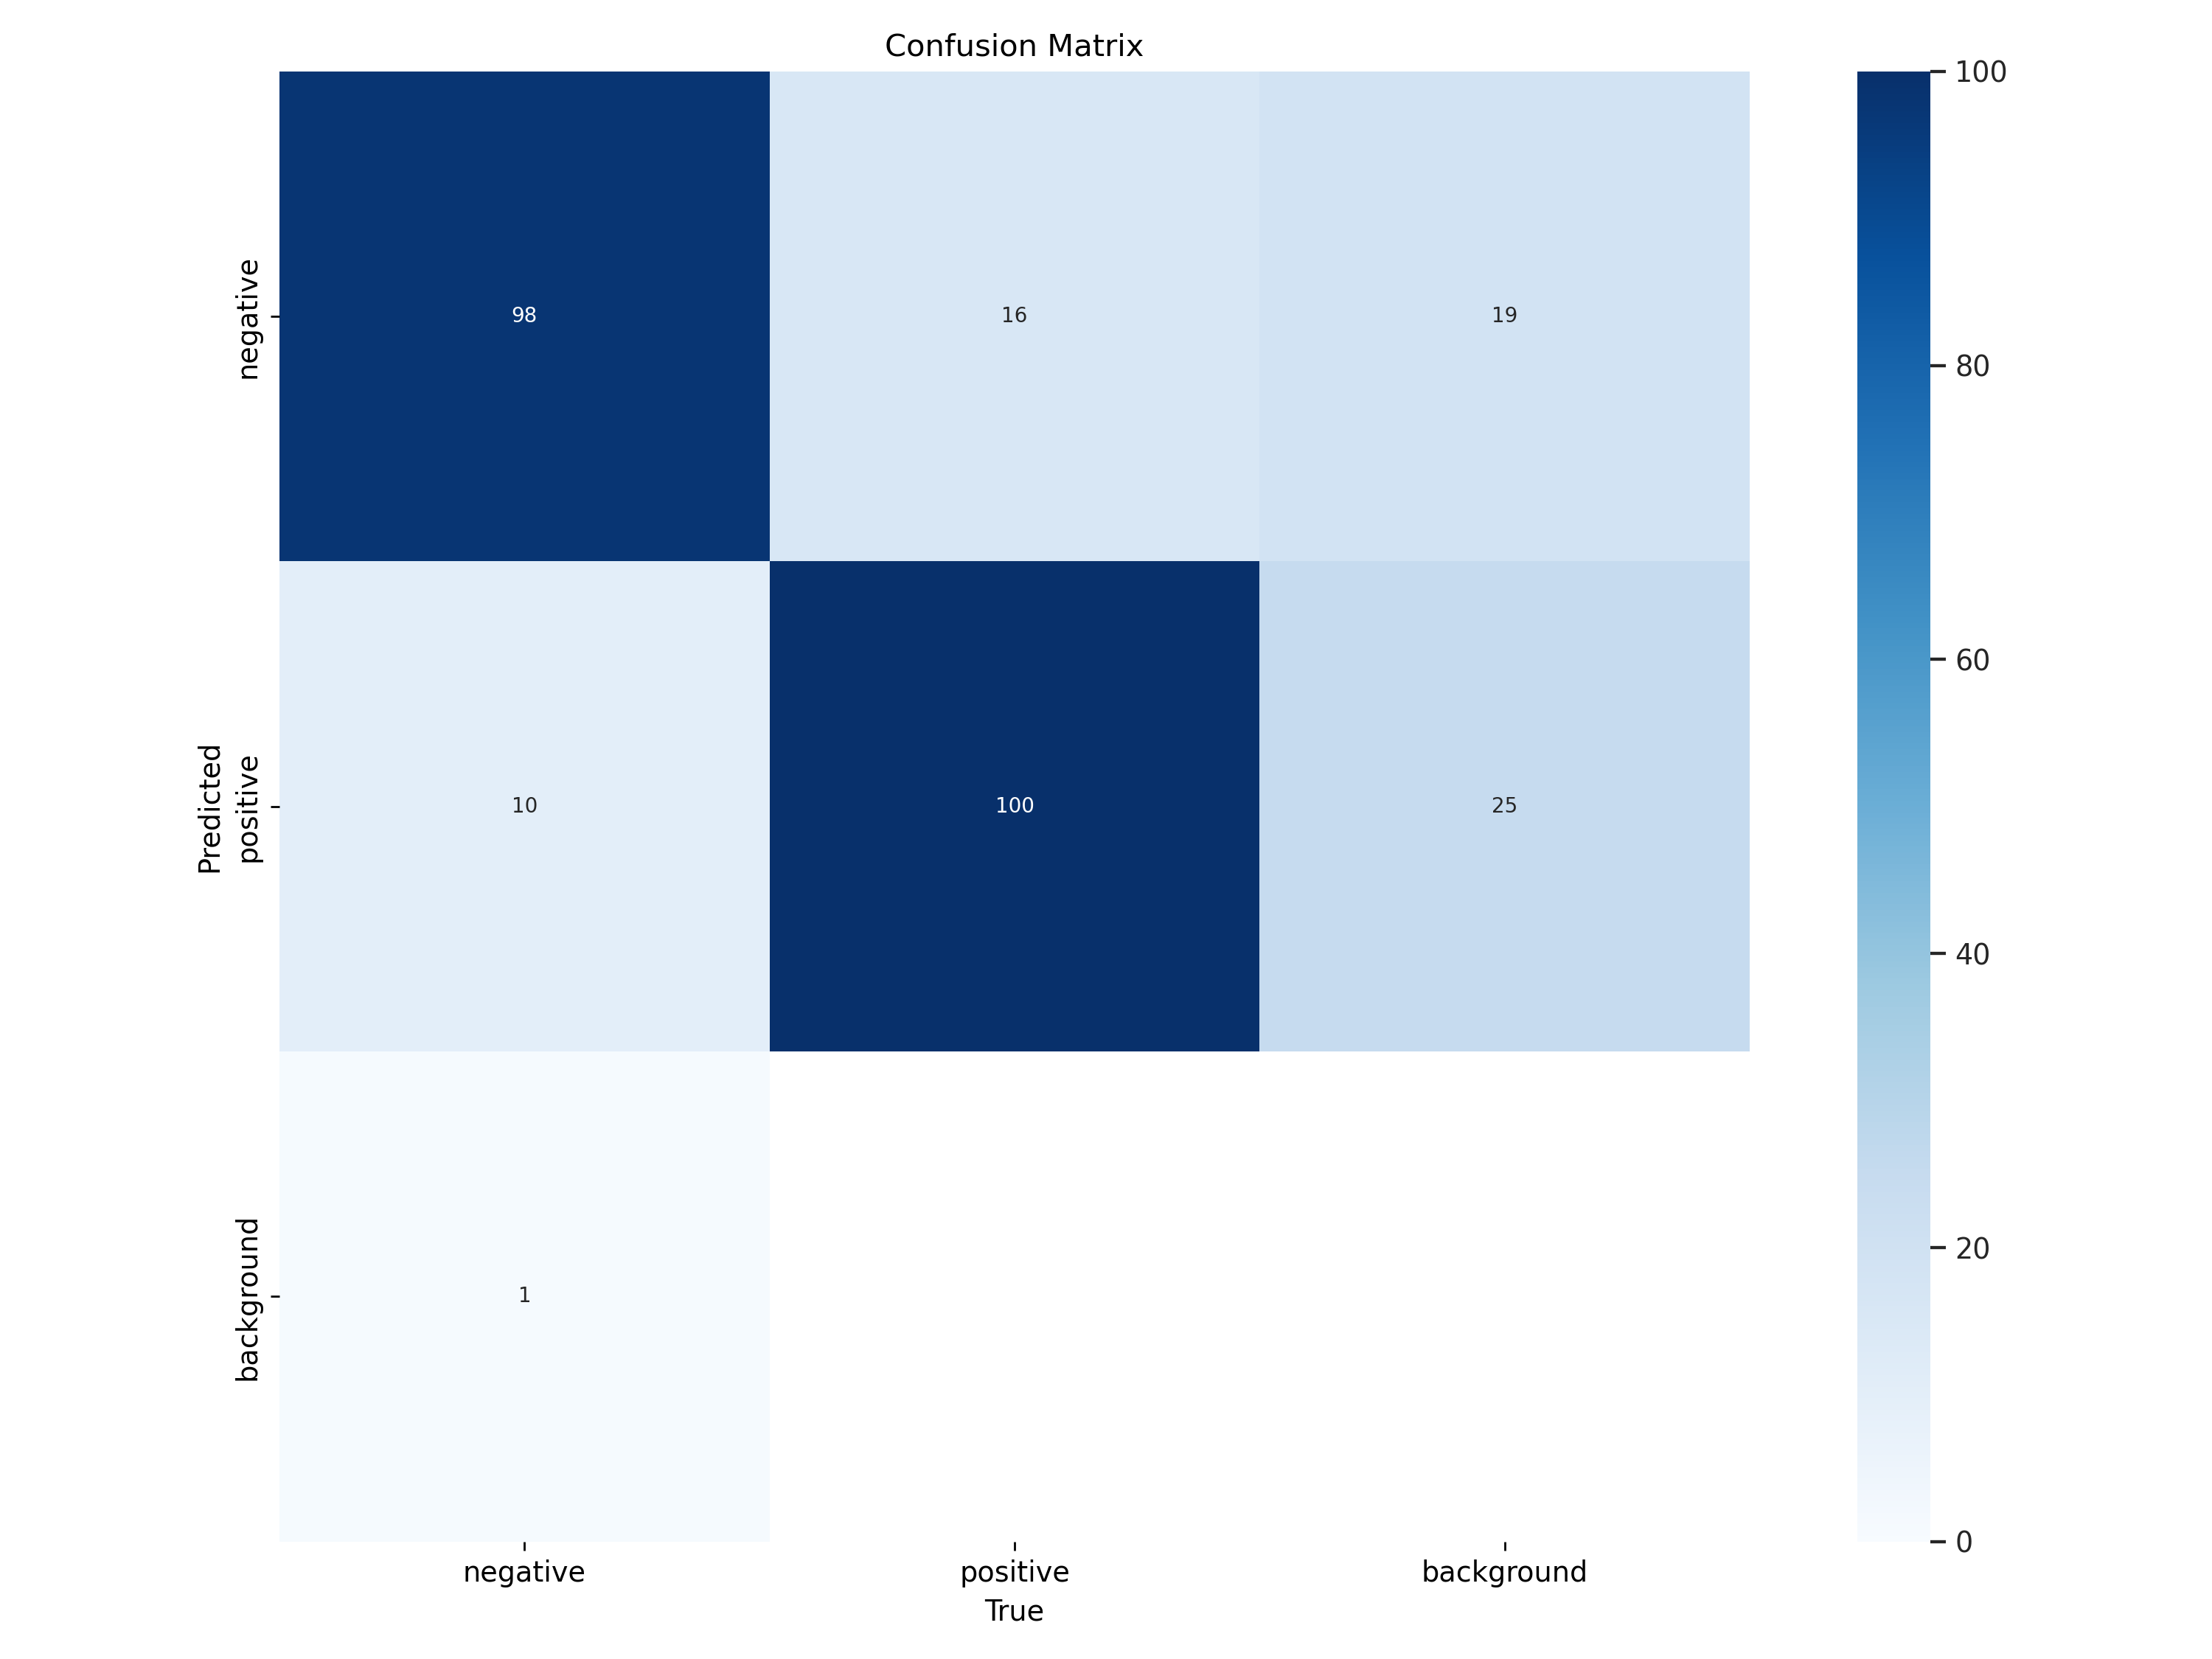 Confusion Matrix
negative
98
16
19
Predicted
positive
10
100
25
background
1
negative
positive
background
True
100
80
60
40
20
0